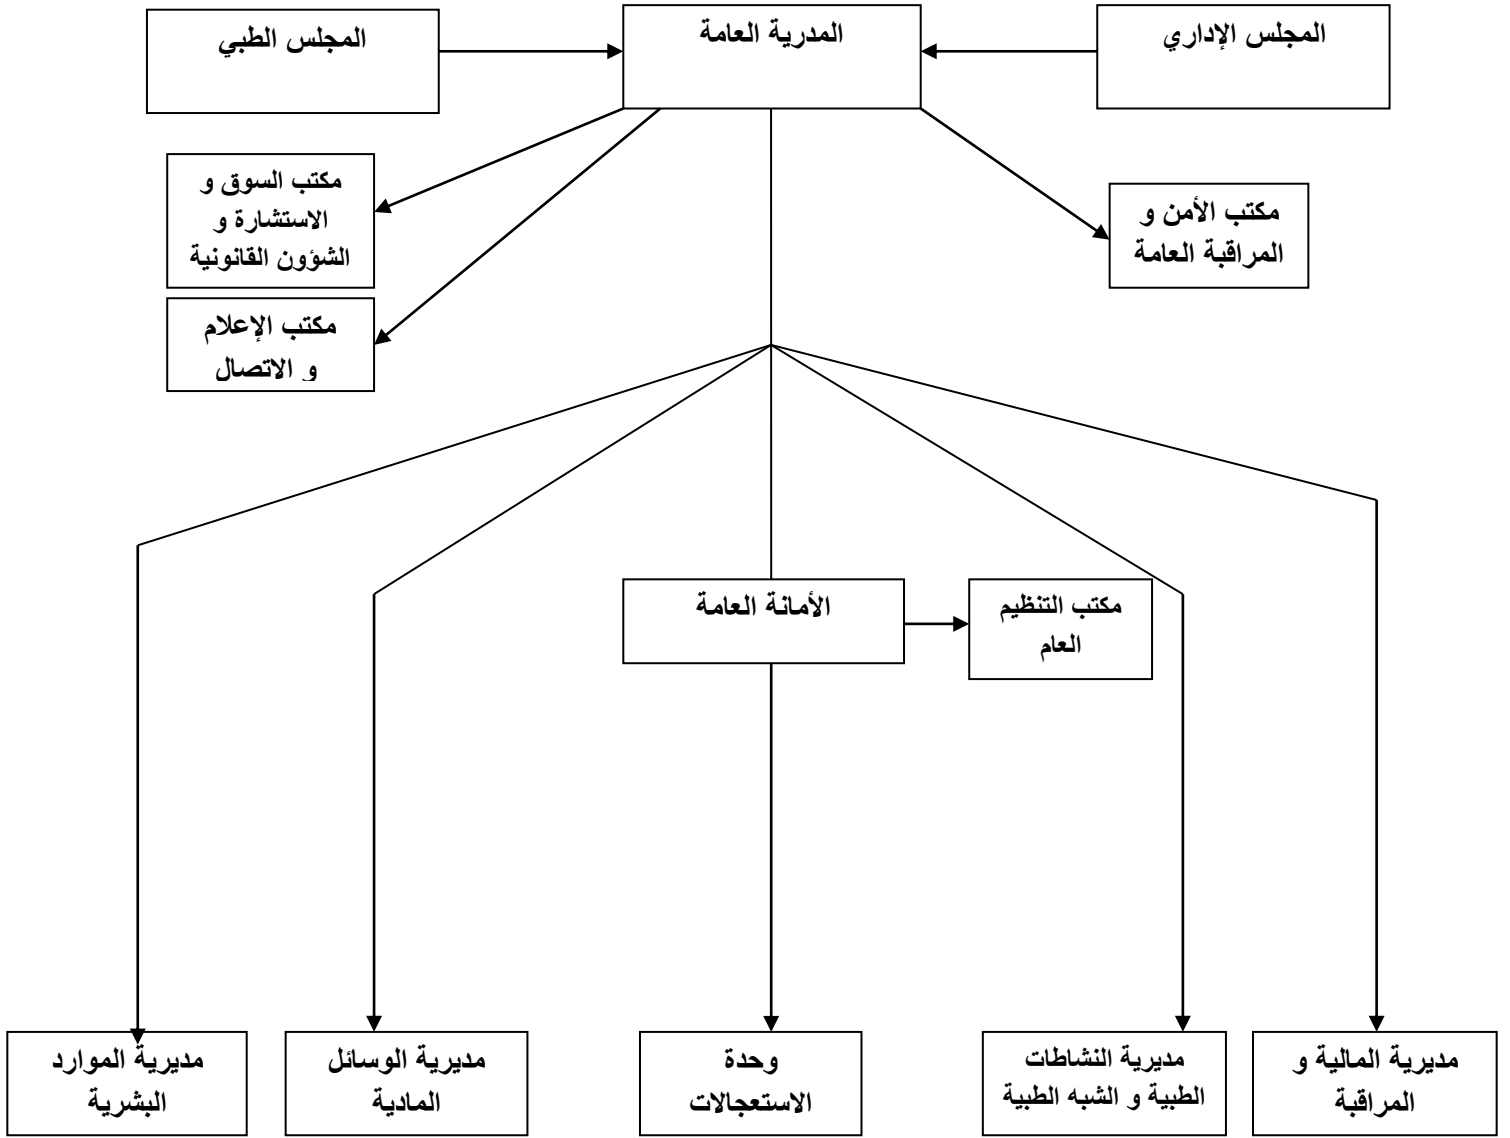 المجلس الإداري
المدرية العامة
المجلس الطبي
مكتب الأمن و
المراقبة العامة
مكتب السوق و
الاستشارة و
الشؤون القانونية
مكتب الإعلام
و الاتصال
الأمانة العامة
مكتب التنظيم
العام
مديرية المالية و
المراقبة
مديرية النشاطات
الطبية و الشبه الطبية
وحدة
الاستعجالات
مديرية الوسائل
المادية
مديرية الموارد
البشرية